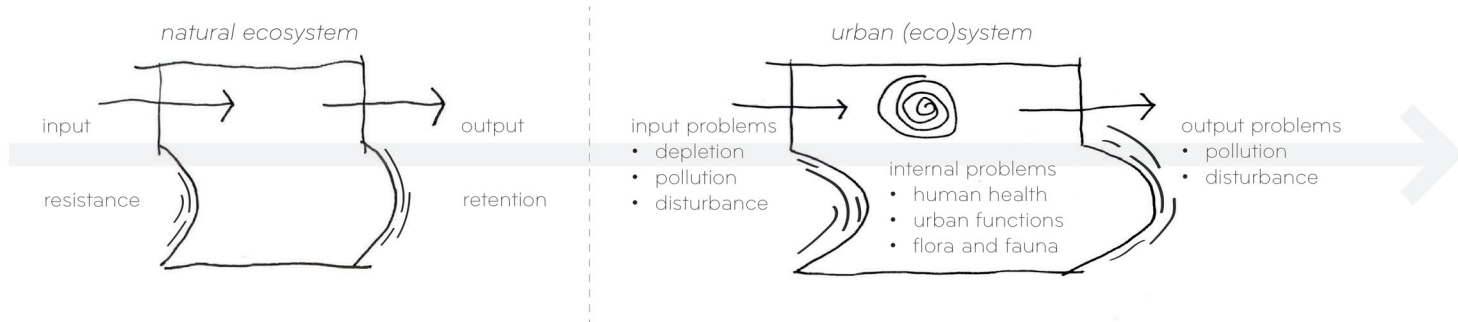 natural ecosystem
input
output
resistance
retention
urban (eco)system
input problems
• depletion
• pollution
• disturbance
internal problems
• human health
• urban functions
• flora and fauna
output problems
• pollution
• disturbance